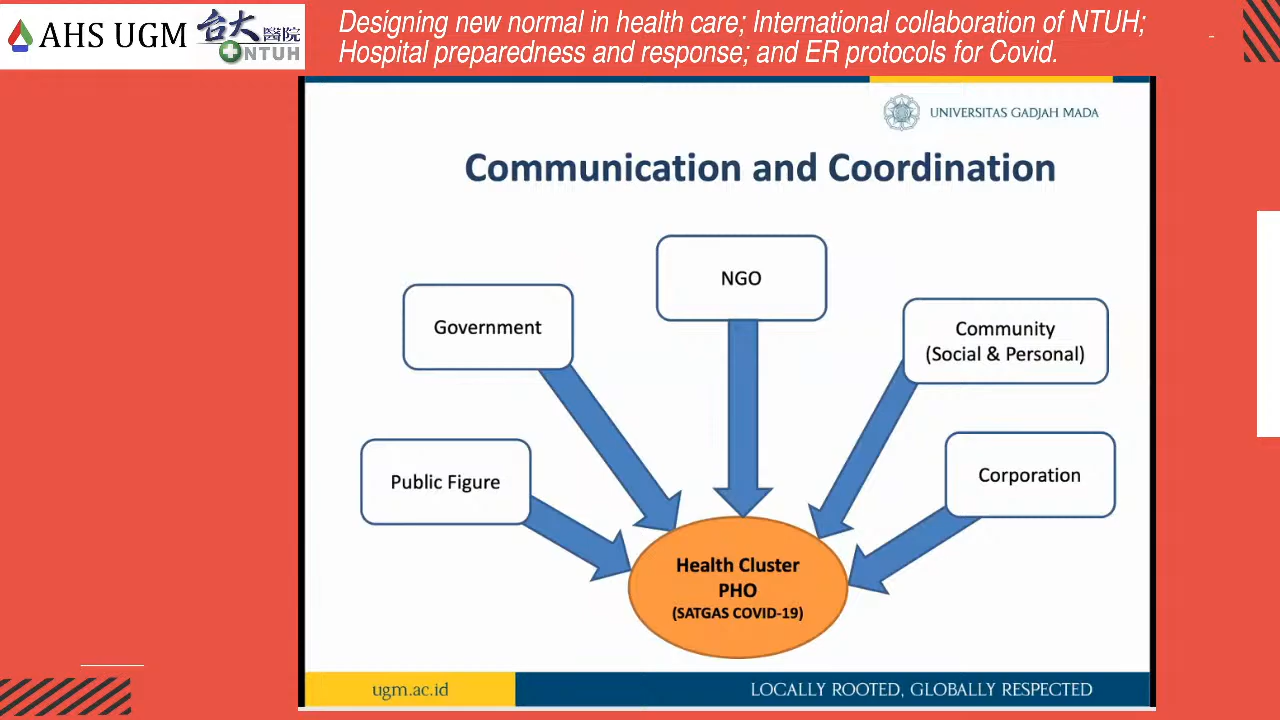 AHS UGM
台大醫院
NTUH
Designing new normal in health care; International collaboration of NTUH;
Hospital preparedness and response; and ER protocols for Covid.
UNIVERSITAS GADJAH MADA
Communication and Coordination
NGO
Government
Community
(Social & Personal)
Public Figure
Corporation
Health Cluster
PHO
(SATGAS COVID-19)
ugm.ac.id
LOCALLY ROOTED, GLOBALLY RESPECTED